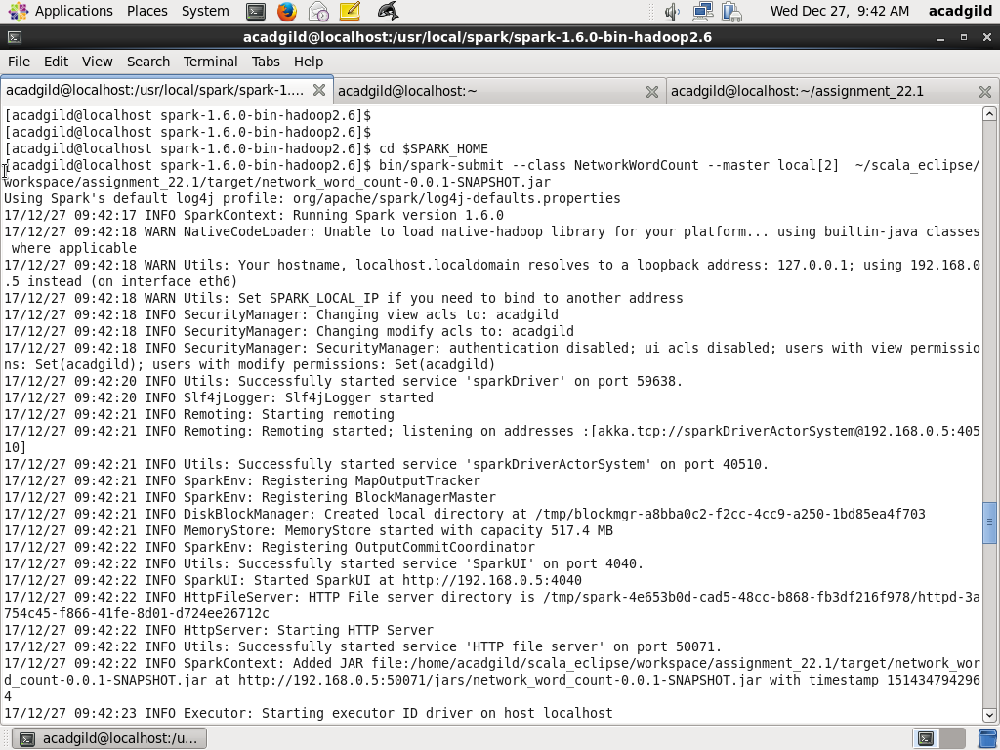 Applications Places System Wed Dec 27, 9:42 AM acadgild
acadgild@localhost:/usr/local/spark/spark-1.6.0-bin-hadoop2.6
File Edit View Search Terminal Tabs Help
acadgild@localhost:/usr/local/spark/spark-1.... acadgild@localhost:~ acadgild@localhost:~/assignment_22.1
[acadgild@localhost spark-1.6.0-bin-hadoop2.6]$
[acadgild@localhost spark-1.6.0-bin-hadoop2.6]$
[acadgild@localhost spark-1.6.0-bin-hadoop2.6]$ cd $SPARK_HOME
[acadgild@localhost spark-1.6.0-bin-hadoop2.6]$ bin/spark-submit --class NetworkWordCount --master local[2]  ~/scala_eclipse/
workspace/assignment_22.1/target/network_word_count-0.0.1-SNAPSHOT.jar
Using Spark's default log4j profile: org/apache/spark/log4j-defaults.properties
17/12/27 09:42:17 INFO SparkContext: Running Spark version 1.6.0
17/12/27 09:42:18 WARN NativeCodeLoader: Unable to load native-hadoop library for your platform... using builtin-java classes
 where applicable
17/12/27 09:42:18 WARN Utils: Your hostname, localhost.localdomain resolves to a loopback address: 127.0.0.1; using 192.168.0
.5 instead (on interface eth6)
17/12/27 09:42:18 WARN Utils: Set SPARK_LOCAL_IP if you need to bind to another address
17/12/27 09:42:18 INFO SecurityManager: Changing view acls to: acadgild
17/12/27 09:42:18 INFO SecurityManager: Changing modify acls to: acadgild
17/12/27 09:42:18 INFO SecurityManager: SecurityManager: authentication disabled; ui acls disabled; users with view permissio
ns: Set(acadgild); users with modify permissions: Set(acadgild)
17/12/27 09:42:20 INFO Utils: Successfully started service 'sparkDriver' on port 59638.
17/12/27 09:42:20 INFO Slf4jLogger: Slf4jLogger started
17/12/27 09:42:21 INFO Remoting: Starting remoting
17/12/27 09:42:21 INFO Remoting: Remoting started; listening on addresses :[akka.tcp://sparkDriverActorSystem@192.168.0.5:405
10]
17/12/27 09:42:21 INFO Utils: Successfully started service 'sparkDriverActorSystem' on port 40510.
17/12/27 09:42:21 INFO SparkEnv: Registering MapOutputTracker
17/12/27 09:42:21 INFO SparkEnv: Registering BlockManagerMaster
17/12/27 09:42:21 INFO DiskBlockManager: Created local directory at /tmp/blockmgr-a8bba0c2-f2cc-4cc9-a250-1bd85ea4f703
17/12/27 09:42:21 INFO MemoryStore: MemoryStore started with capacity 517.4 MB
17/12/27 09:42:22 INFO SparkEnv: Registering OutputCommitCoordinator
17/12/27 09:42:22 INFO Utils: Successfully started service 'SparkUI' on port 4040.
17/12/27 09:42:22 INFO SparkUI: Started SparkUI at http://192.168.0.5:4040
17/12/27 09:42:22 INFO HttpFileServer: HTTP File server directory is /tmp/spark-4e653b0d-cad5-48cc-b868-fb3df216f978/httpd-3a
754c45-f866-41fe-8d01-d724ee26712c
17/12/27 09:42:22 INFO HttpServer: Starting HTTP Server
17/12/27 09:42:22 INFO Utils: Successfully started service 'HTTP file server' on port 50071.
17/12/27 09:42:22 INFO SparkContext: Added JAR file:/home/acadgild/scala_eclipse/workspace/assignment_22.1/target/network_wor
d_count-0.0.1-SNAPSHOT.jar at http://192.168.0.5:50071/jars/network_word_count-0.0.1-SNAPSHOT.jar with timestamp 151434794296
4
17/12/27 09:42:23 INFO Executor: Starting executor ID driver on host localhost
acadgild@localhost:/u...